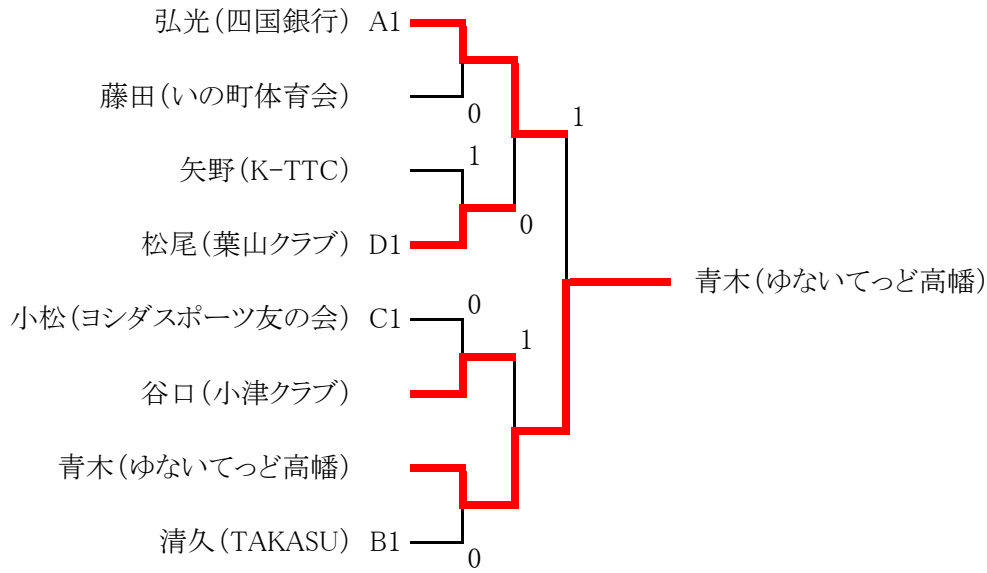 弘光(四国銀行) A1
藤田(いの町体育会)
0
1
矢野(K-TTC)
1
松尾(葉山クラブ) D1
0
小松(ヨシダスポーツ友の会) C1
0
1
谷口(小津クラブ)
青木(ゆないてっど高幡)
清久(TAKASU) B1
0
青木(ゆないてっど高幡)